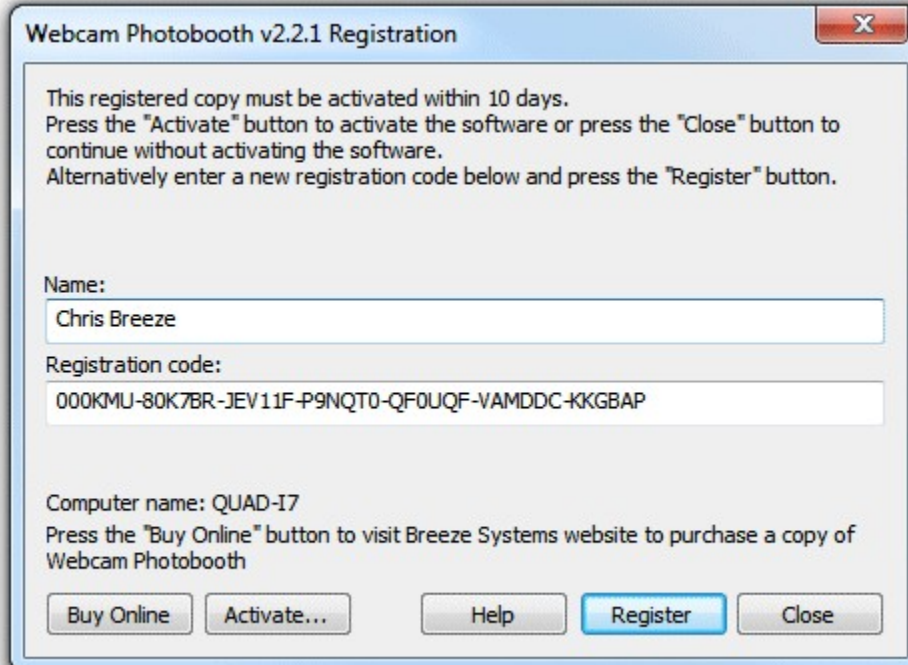 Webcam Photobooth v2.2.1 Registration
This registered copy must be activated within 10 days.
Press the "Activate" button to activate the software or press the "Close" button to
continue without activating the software.
Alternatively enter a new registration code below and press the "Register" button.
Name:
Chris Breeze
Registration code:
000KMU-80K7BR-JEV11F-P9NQT0-QF0UQF-VAMDDC-KKGBAP
Computer name: QUAD-I7
Press the "Buy Online" button to visit Breeze Systems website to purchase a copy of
Webcam Photobooth
Buy Online Activate... Help Register Close